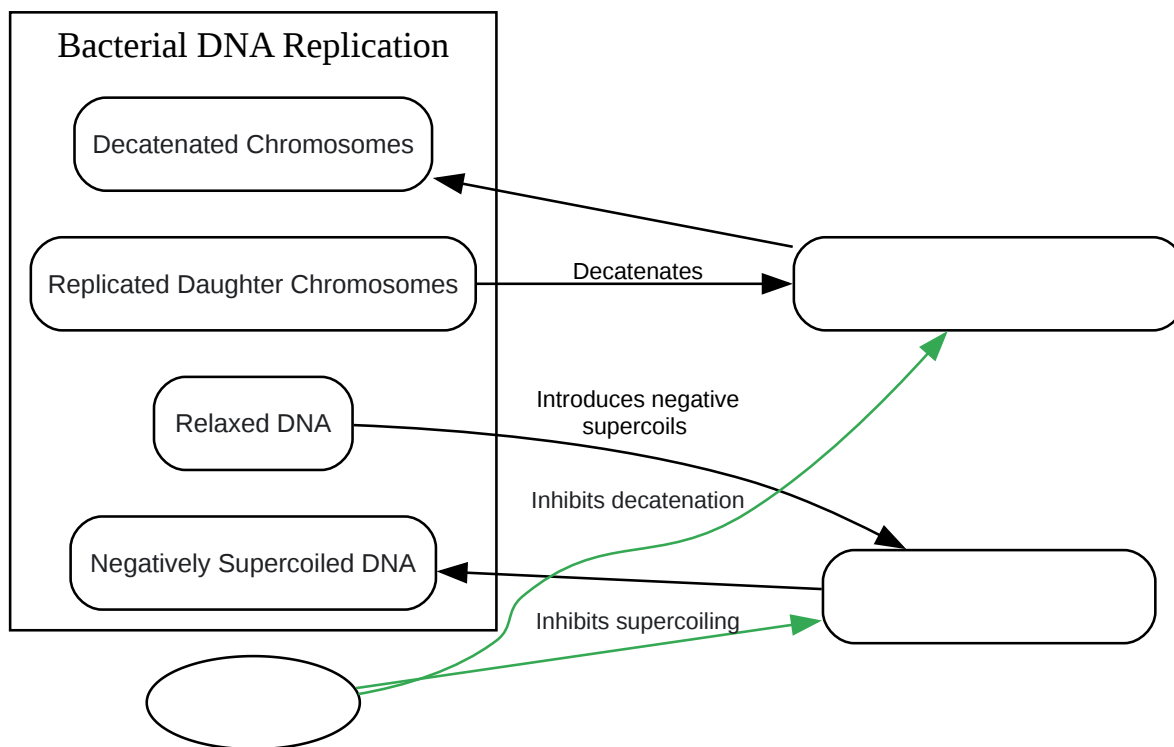 Bacterial DNA Replication
Decatenated Chromosomes
Replicated Daughter Chromosomes
Decatenates
Relaxed DNA
Introduces negative
supercoils
Inhibits decatenation
Negatively Supercoiled DNA
Inhibits supercoiling